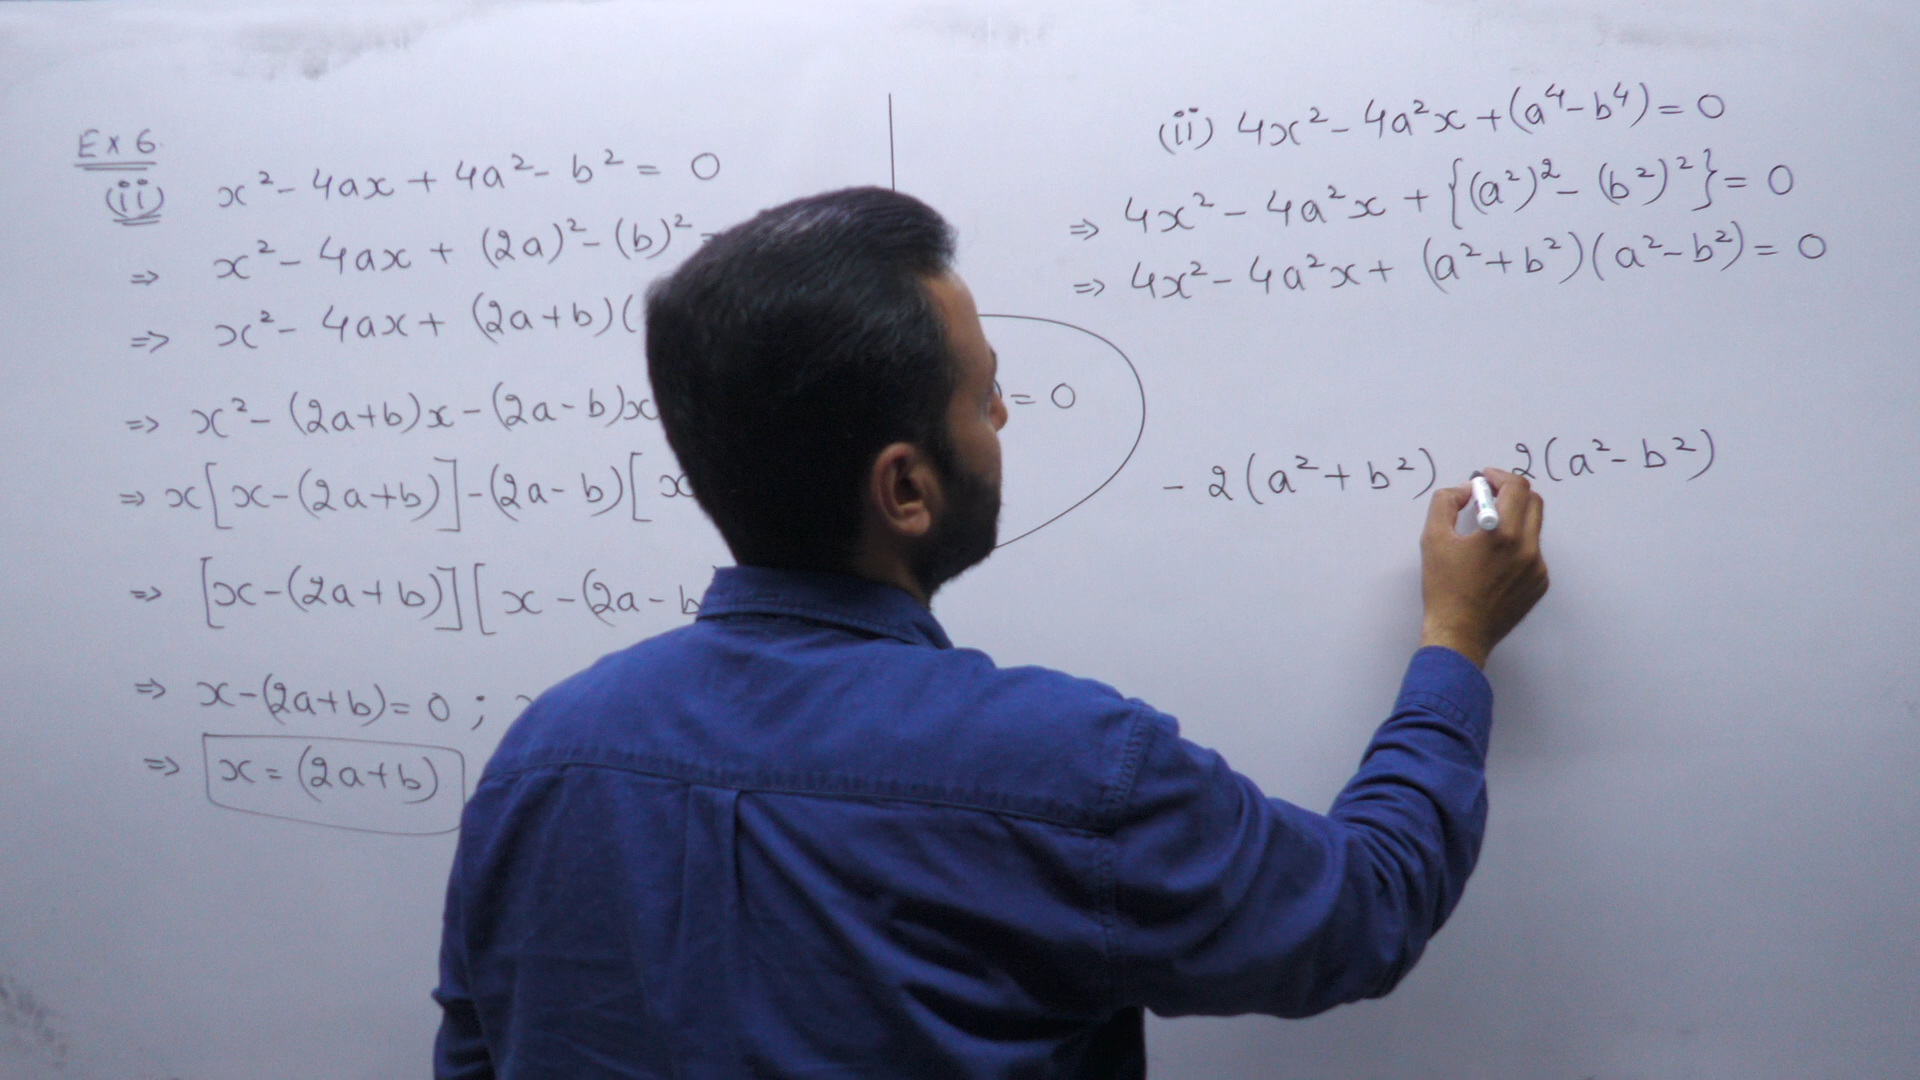 Ex 6
(ii) x² - 4ax + 4a² - b² = 0
⇒ x² - 4ax + (2a)² - (b)²
⇒ x² - 4ax + (2a+b)(
⇒ x² - (2a+b)x - (2a-b)x = 0
⇒ x[x-(2a+b)] - (2a-b)[x
⇒ [x-(2a+b)][x-(2a-b
⇒ x-(2a+b) = 0 ;
⇒ x = (2a+b)
(ii) 4x² - 4a²x + (a⁴-b⁴) = 0
⇒ 4x² - 4a²x + {(a²)² - (b²)²} = 0
⇒ 4x² - 4a²x + (a²+b²)(a²-b²) = 0
- 2(a²+b²) 2(a²-b²)